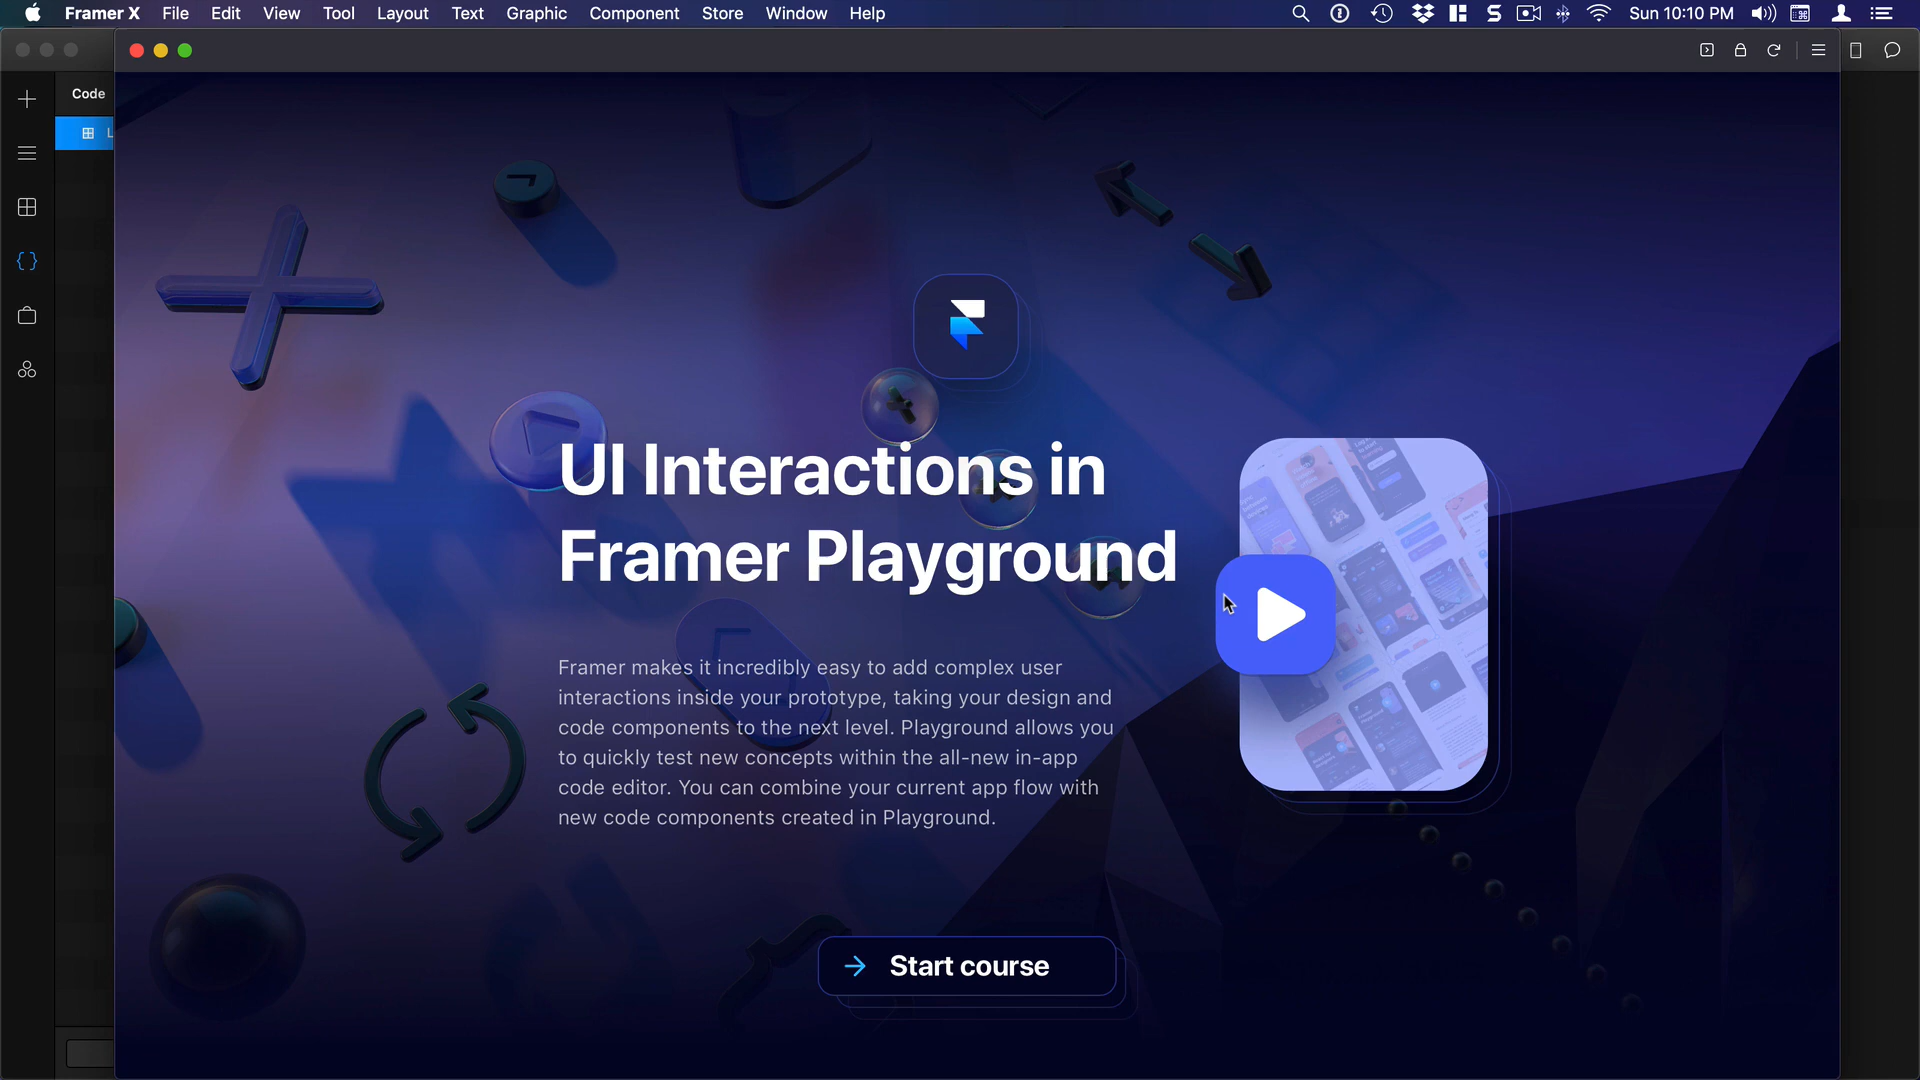 Framer X File Edit View Tool Layout Text Graphic Component Store Window Help Sun 10:10 PM
Code
L
UI Interactions in
Framer Playground
Framer makes it incredibly easy to add complex user
interactions inside your prototype, taking your design and
code components to the next level. Playground allows you
to quickly test new concepts within the all-new in-app
code editor. You can combine your current app flow with
new code components created in Playground.
Start course